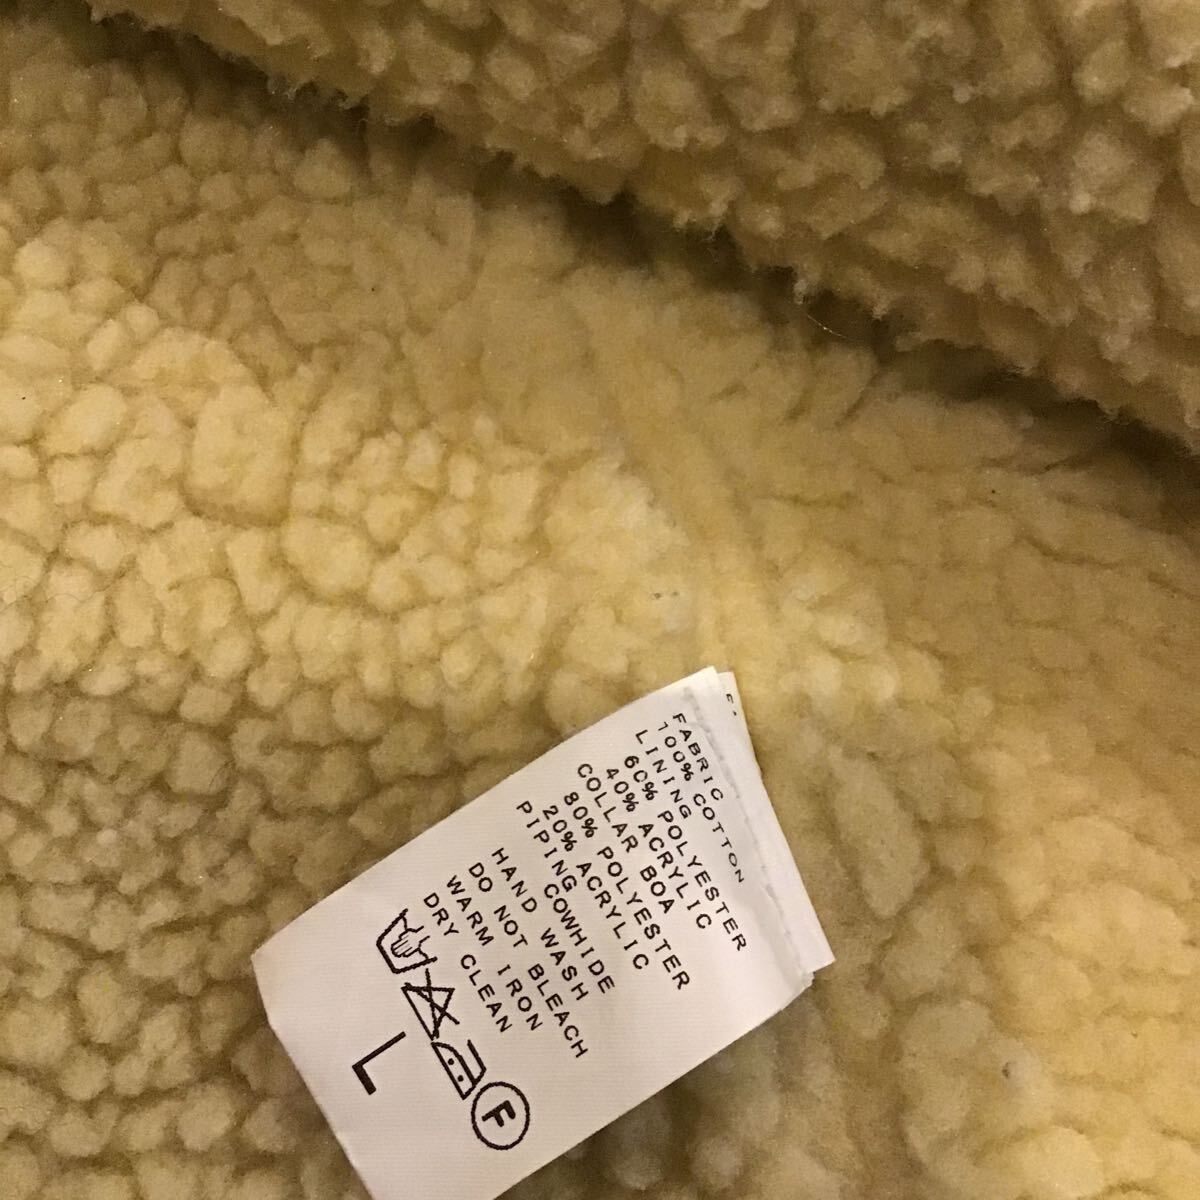 FABRIC
100% COTTON
LINING
60% POLYESTER
40% ACRYLIC
COLLAR BOA
80% POLYESTER
20% ACRYLIC
PIPING COWHIDE
HAND WASH
DO NOT BLEACH
WARM IRON
DRY CLEAN
F
L